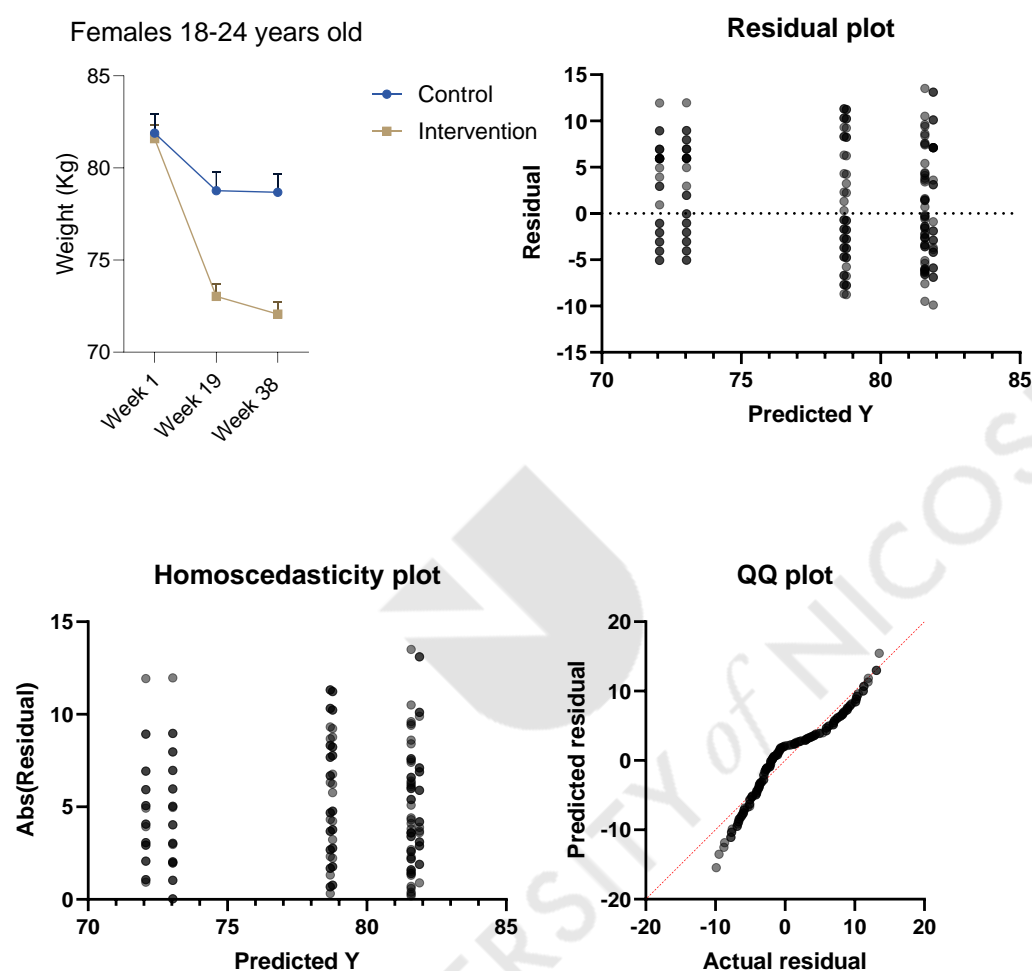 Females 18-24 years old
85
80
75
70
Weight (Kg)
Week 1
Week 19
Week 38
Control
Intervention
Residual plot
15
10
5
0
-5
-10
-15
Residual
70 75 80 85
Predicted Y
Homoscedasticity plot
15
10
5
0
Abs(Residual)
70 75 80 85
Predicted Y
QQ plot
20
10
0
-10
-20
Predicted residual
-20 -10 0 10 20
Actual residual
ERSITY of NICOS